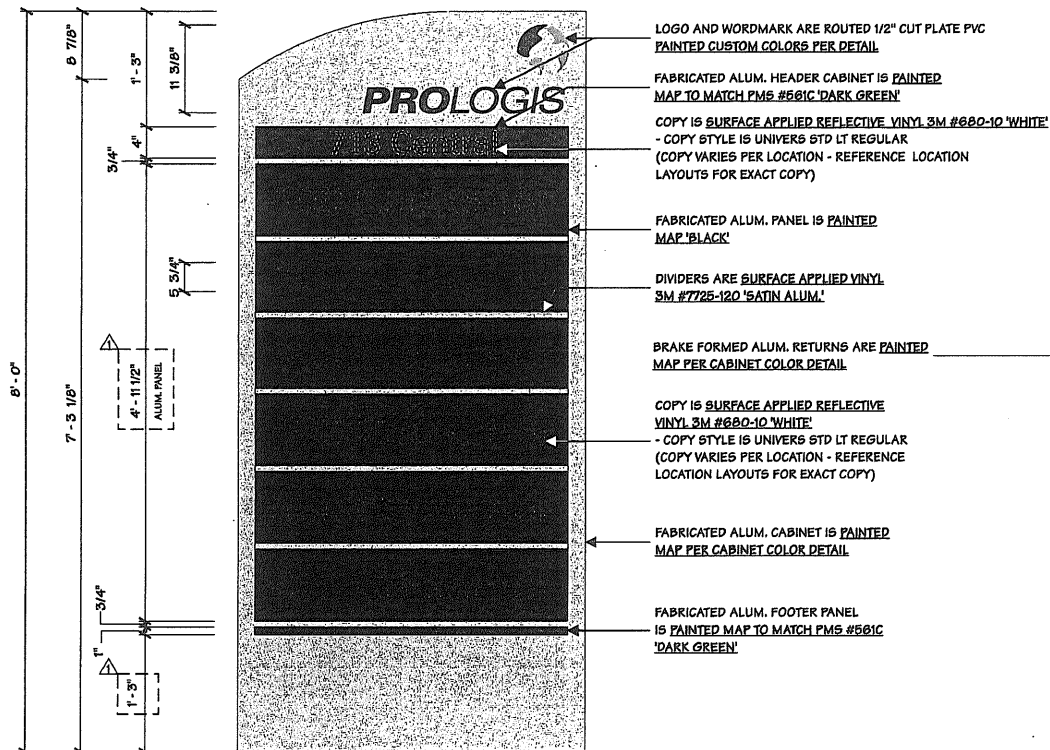 8 7/8"
1' - 3"
11 3/8"
4"
3/4"
5 3/4"
8' - 0"
7' - 3 1/8"
1
4' - 11 1/2"
ALUM. PANEL
3/4"
1"
1
1' - 3"
PROLOGIS
LOGO AND WORDMARK ARE ROUTED 1/2" CUT PLATE PVC
PAINTED CUSTOM COLORS PER DETAIL
FABRICATED ALUM. HEADER CABINET IS PAINTED
MAP TO MATCH PMS #561C 'DARK GREEN'
COPY IS SURFACE APPLIED REFLECTIVE VINYL 3M #680-10 'WHITE'
- COPY STYLE IS UNIVERS STD LT REGULAR
(COPY VARIES PER LOCATION - REFERENCE LOCATION
LAYOUTS FOR EXACT COPY)
FABRICATED ALUM. PANEL IS PAINTED
MAP 'BLACK'
DIVIDERS ARE SURFACE APPLIED VINYL
3M #7725-120 'SATIN ALUM.'
BRAKE FORMED ALUM. RETURNS ARE PAINTED
MAP PER CABINET COLOR DETAIL
COPY IS SURFACE APPLIED REFLECTIVE
VINYL 3M #680-10 'WHITE'
- COPY STYLE IS UNIVERS STD LT REGULAR
(COPY VARIES PER LOCATION - REFERENCE
LOCATION LAYOUTS FOR EXACT COPY)
FABRICATED ALUM. CABINET IS PAINTED
MAP PER CABINET COLOR DETAIL
FABRICATED ALUM. FOOTER PANEL
IS PAINTED MAP TO MATCH PMS #561C
'DARK GREEN'